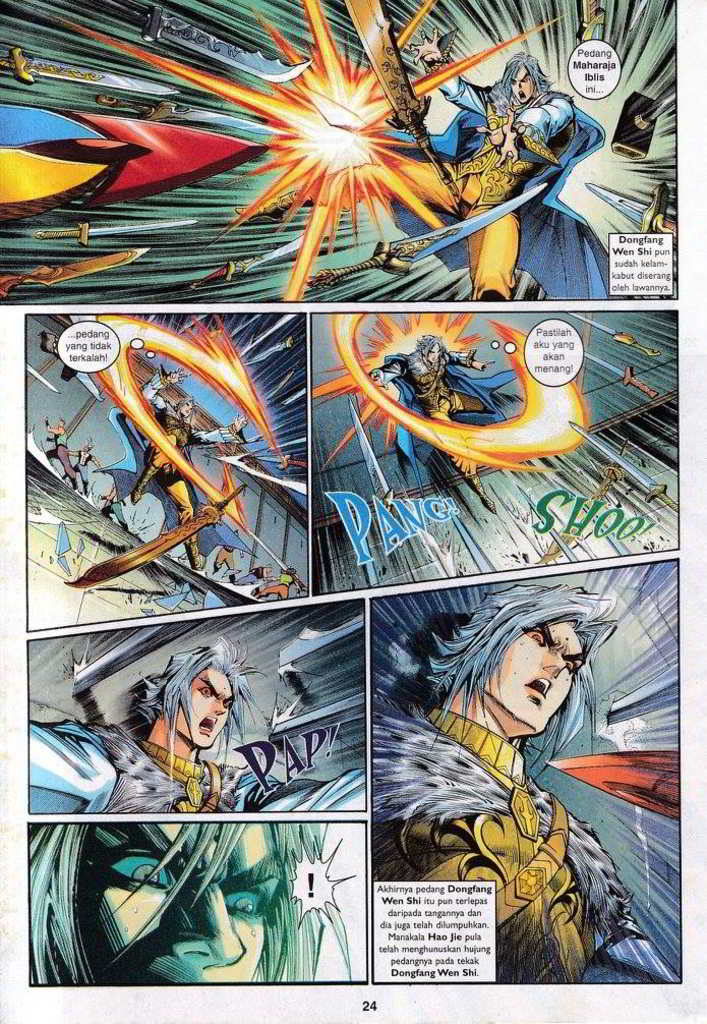 Pedang
Maharaja
Iblis
ini...
Dongfang
Wen Shi pun
sudah kelam-
kabut diserang
oleh lawannya.
...pedang
yang tidak
terkalah!
Pastilah
aku yang
akan
menang!
PANG!
SHOO!
PAP!
!
Akhirnya pedang Dongfang
Wen Shi itu pun terlepas
daripada tangannya dan
dia juga telah dilumpuhkan.
Manakala Hao Jie pula
telah menghunuskan hujung
pedangnya pada tekak
Dongfang Wen Shi.
24